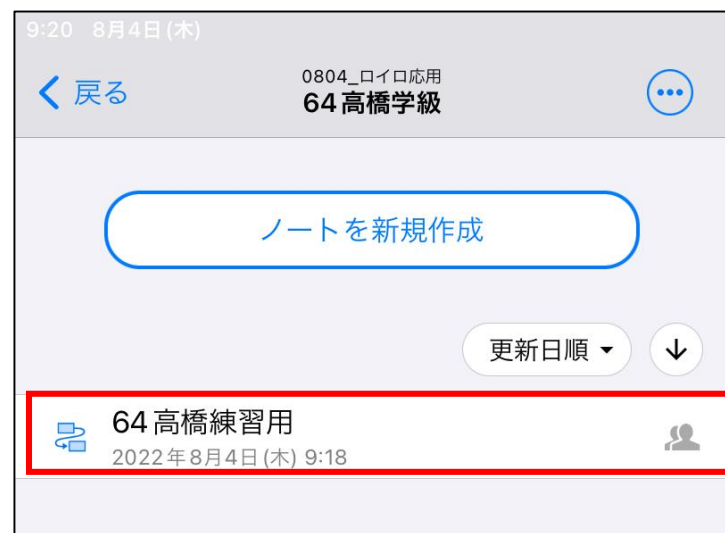 9:20 8月4日(木)
戻る
0804_ロイロ応用
64高橋学級
ノートを新規作成
更新日順
64高橋練習用
2022年8月4日(木) 9:18